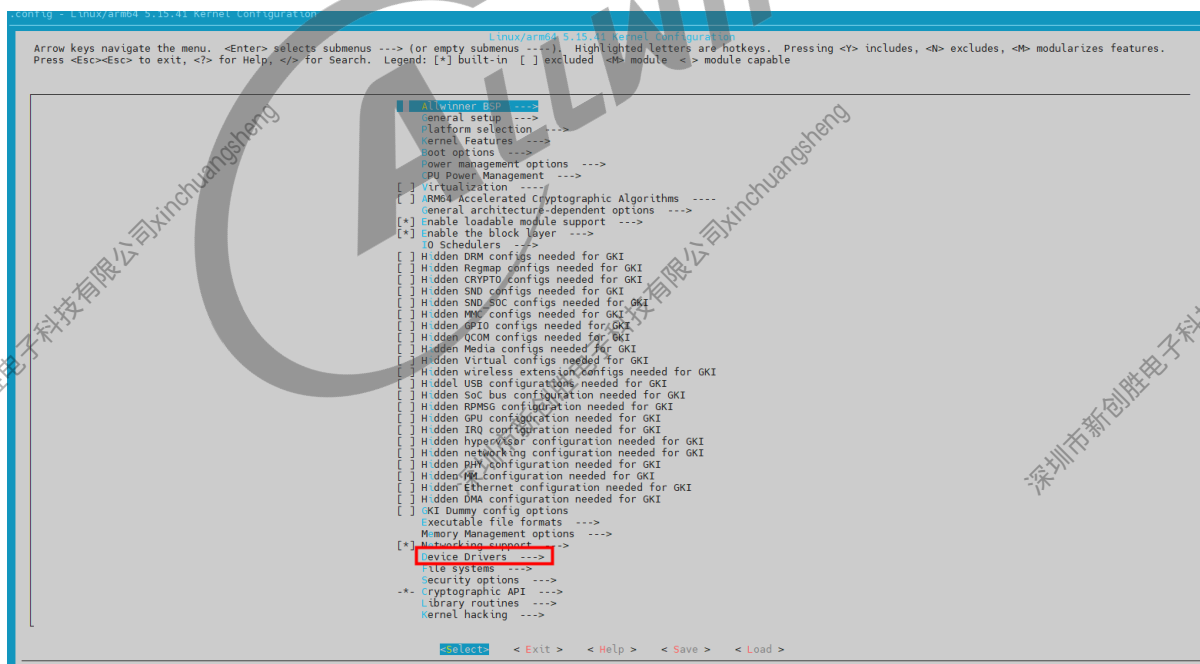 .config - Linux/arm64 5.15.41 Kernel Configuration
Linux/arm64 5.15.41 Kernel Configuration
Arrow keys navigate the menu.  <Enter> selects submenus ---> (or empty submenus ----).  Highlighted letters are hotkeys.  Pressing <Y> includes, <N> excludes, <M> modularizes features.
Press <Esc><Esc> to exit, <?> for Help, </> for Search.  Legend: [*] built-in  [ ] excluded  <M> module  < > module capable
Allwinner BSP  --->
General setup  --->
Platform selection  --->
Kernel Features  --->
Boot options  --->
Power management options  --->
CPU Power Management  --->
[ ] Virtualization  ----
[ ] ARM64 Accelerated Cryptographic Algorithms  ----
General architecture-dependent options  --->
[*] Enable loadable module support  --->
[*] Enable the block layer  --->
IO Schedulers  --->
[ ] Hidden DRM configs needed for GKI
[ ] Hidden Regmap configs needed for GKI
[ ] Hidden CRYPTO configs needed for GKI
[ ] Hidden SND configs needed for GKI
[ ] Hidden SND_SOC configs needed for GKI
[ ] Hidden MMC configs needed for GKI
[ ] Hidden GPIO configs needed for GKI
[ ] Hidden QCOM configs needed for GKI
[ ] Hidden Media configs needed for GKI
[ ] Hidden Virtual configs needed for GKI
[ ] Hidden wireless extension configs needed for GKI
[ ] Hiddel USB configurations needed for GKI
[ ] Hidden SoC bus configuration needed for GKI
[ ] Hidden RPMSG configuration needed for GKI
[ ] Hidden GPU configuration needed for GKI
[ ] Hidden IRQ configuration needed for GKI
[ ] Hidden hypervisor configuration needed for GKI
[ ] Hidden networking configuration needed for GKI
[ ] Hidden PHY configuration needed for GKI
[ ] Hidden MM configuration needed for GKI
[ ] Hidden Ethernet configuration needed for GKI
[ ] Hidden DMA configuration needed for GKI
[ ] GKI Dummy config options
Executable file formats  --->
Memory Management options  --->
[*] Networking support  --->
Device Drivers  --->
File systems  --->
Security options  --->
-*- Cryptographic API  --->
Library routines  --->
Kernel hacking  --->
<Select>    < Exit >    < Help >    < Save >    < Load >
ALLWI
胜电子科技有限公司xinchuangsheng
深圳市新创胜电子科技有限公司xinchuangsheng
深圳市新创胜电子科技